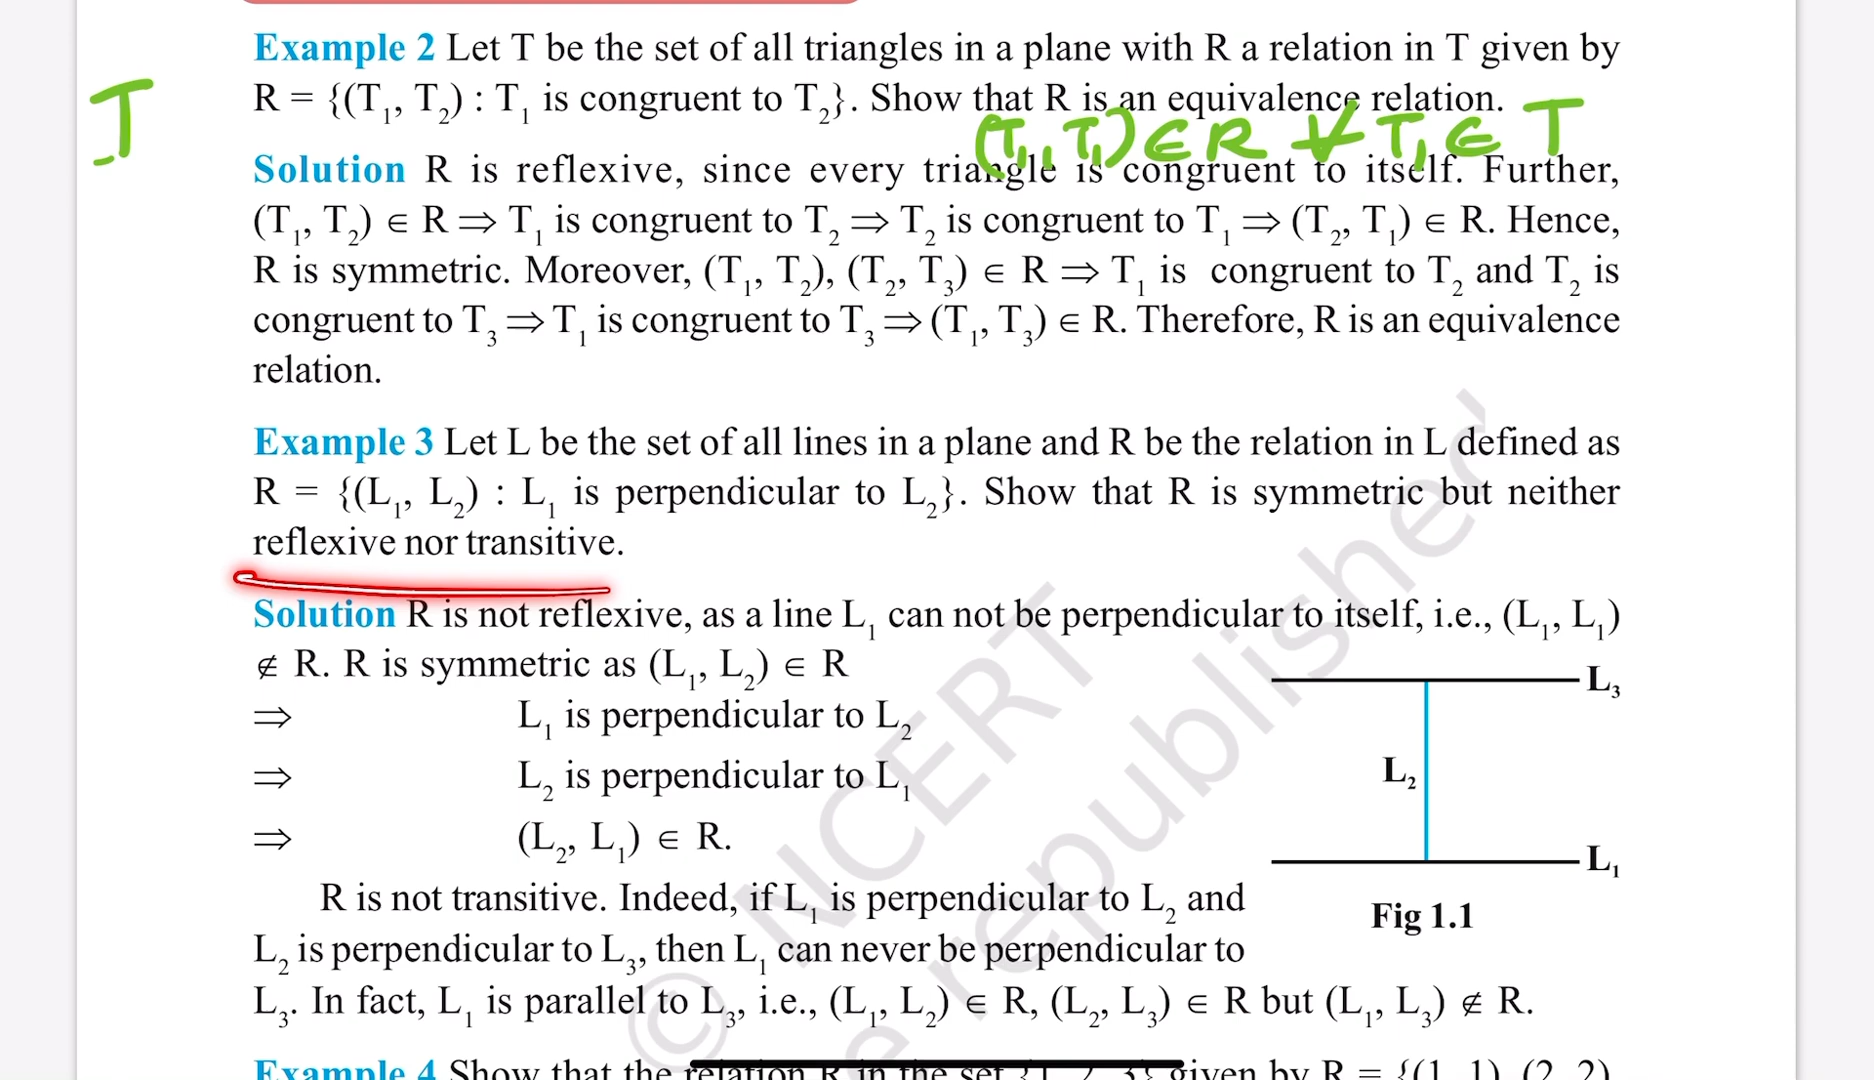 Example 2 Let T be the set of all triangles in a plane with R a relation in T given by
R = {(T₁, T₂) : T₁ is congruent to T₂}. Show that R is an equivalence relation.
T
(T₁, T₁) ∈ R ∀ T₁ ∈ T
Solution R is reflexive, since every triangle is congruent to itself. Further,
(T₁, T₂) ∈ R ⇒ T₁ is congruent to T₂ ⇒ T₂ is congruent to T₁ ⇒ (T₂, T₁) ∈ R. Hence,
R is symmetric. Moreover, (T₁, T₂), (T₂, T₃) ∈ R ⇒ T₁ is congruent to T₂ and T₂ is
congruent to T₃ ⇒ T₁ is congruent to T₃ ⇒ (T₁, T₃) ∈ R. Therefore, R is an equivalence
relation.
Example 3 Let L be the set of all lines in a plane and R be the relation in L defined as
R = {(L₁, L₂) : L₁ is perpendicular to L₂}. Show that R is symmetric but neither
reflexive nor transitive.
Solution R is not reflexive, as a line L₁ can not be perpendicular to itself, i.e., (L₁, L₁)
∉ R. R is symmetric as (L₁, L₂) ∈ R
⇒ L₁ is perpendicular to L₂
⇒ L₂ is perpendicular to L₁
⇒ (L₂, L₁) ∈ R.
L₃
L₂
L₁
Fig 1.1
R is not transitive. Indeed, if L₁ is perpendicular to L₂ and
L₂ is perpendicular to L₃, then L₁ can never be perpendicular to
L₃. In fact, L₁ is parallel to L₃, i.e., (L₁, L₂) ∈ R, (L₂, L₃) ∈ R but (L₁, L₃) ∉ R.
Example 4 Show that the relation R in the set {1, 2, 3} given by R = {(1, 1), (2, 2),
© NCERT
republished